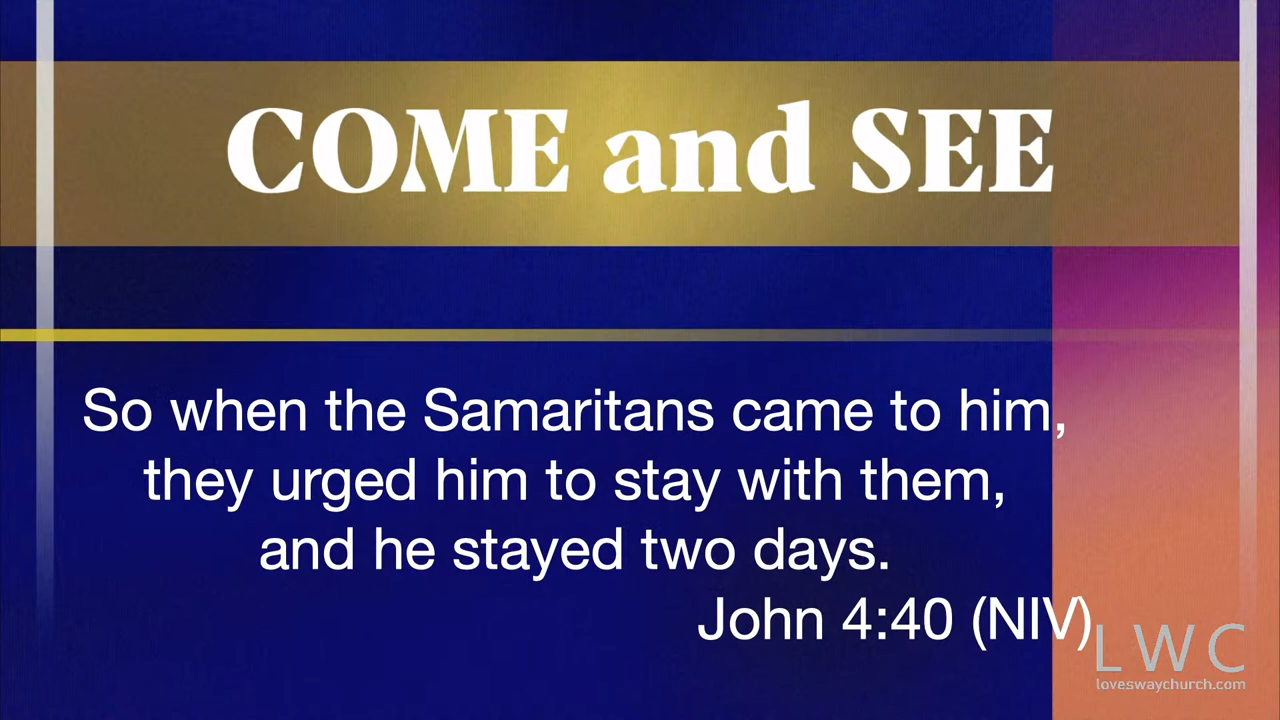 COME and SEE
So when the Samaritans came to him,
they urged him to stay with them,
and he stayed two days.
John 4:40 (NIV)
LWC
loveswaychurch.com